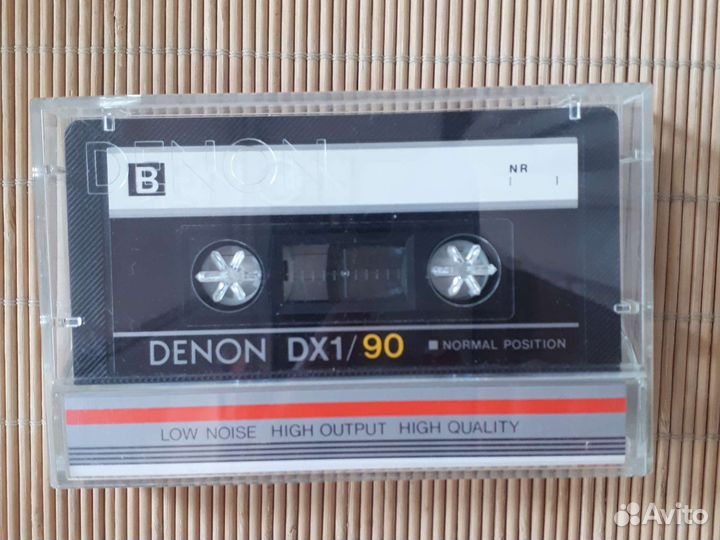 DENON
B
NR
DENON DX1/90 NORMAL POSITION
LOW NOISE HIGH OUTPUT HIGH QUALITY
Avito